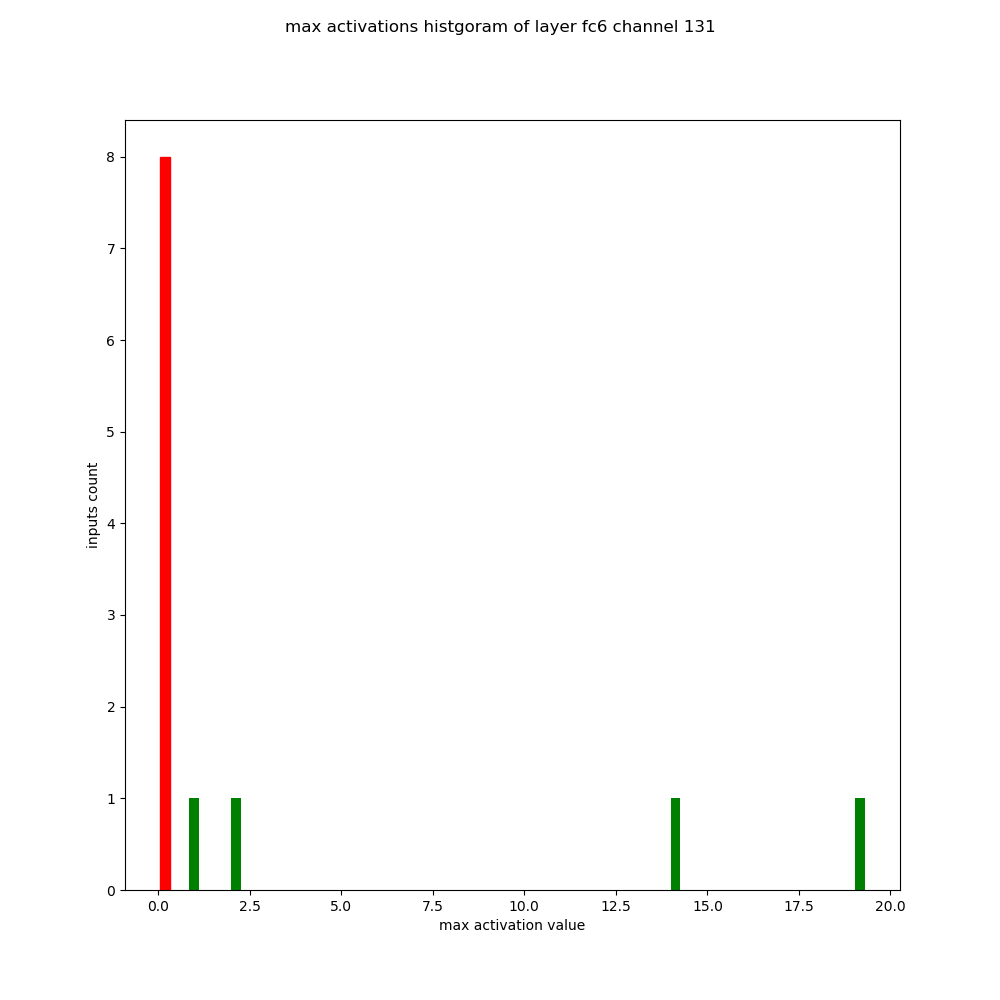 max activations histgoram of layer fc6 channel 131
8
7
6
5
4
3
2
1
0
inputs count
0.0 2.5 5.0 7.5 10.0 12.5 15.0 17.5 20.0
max activation value